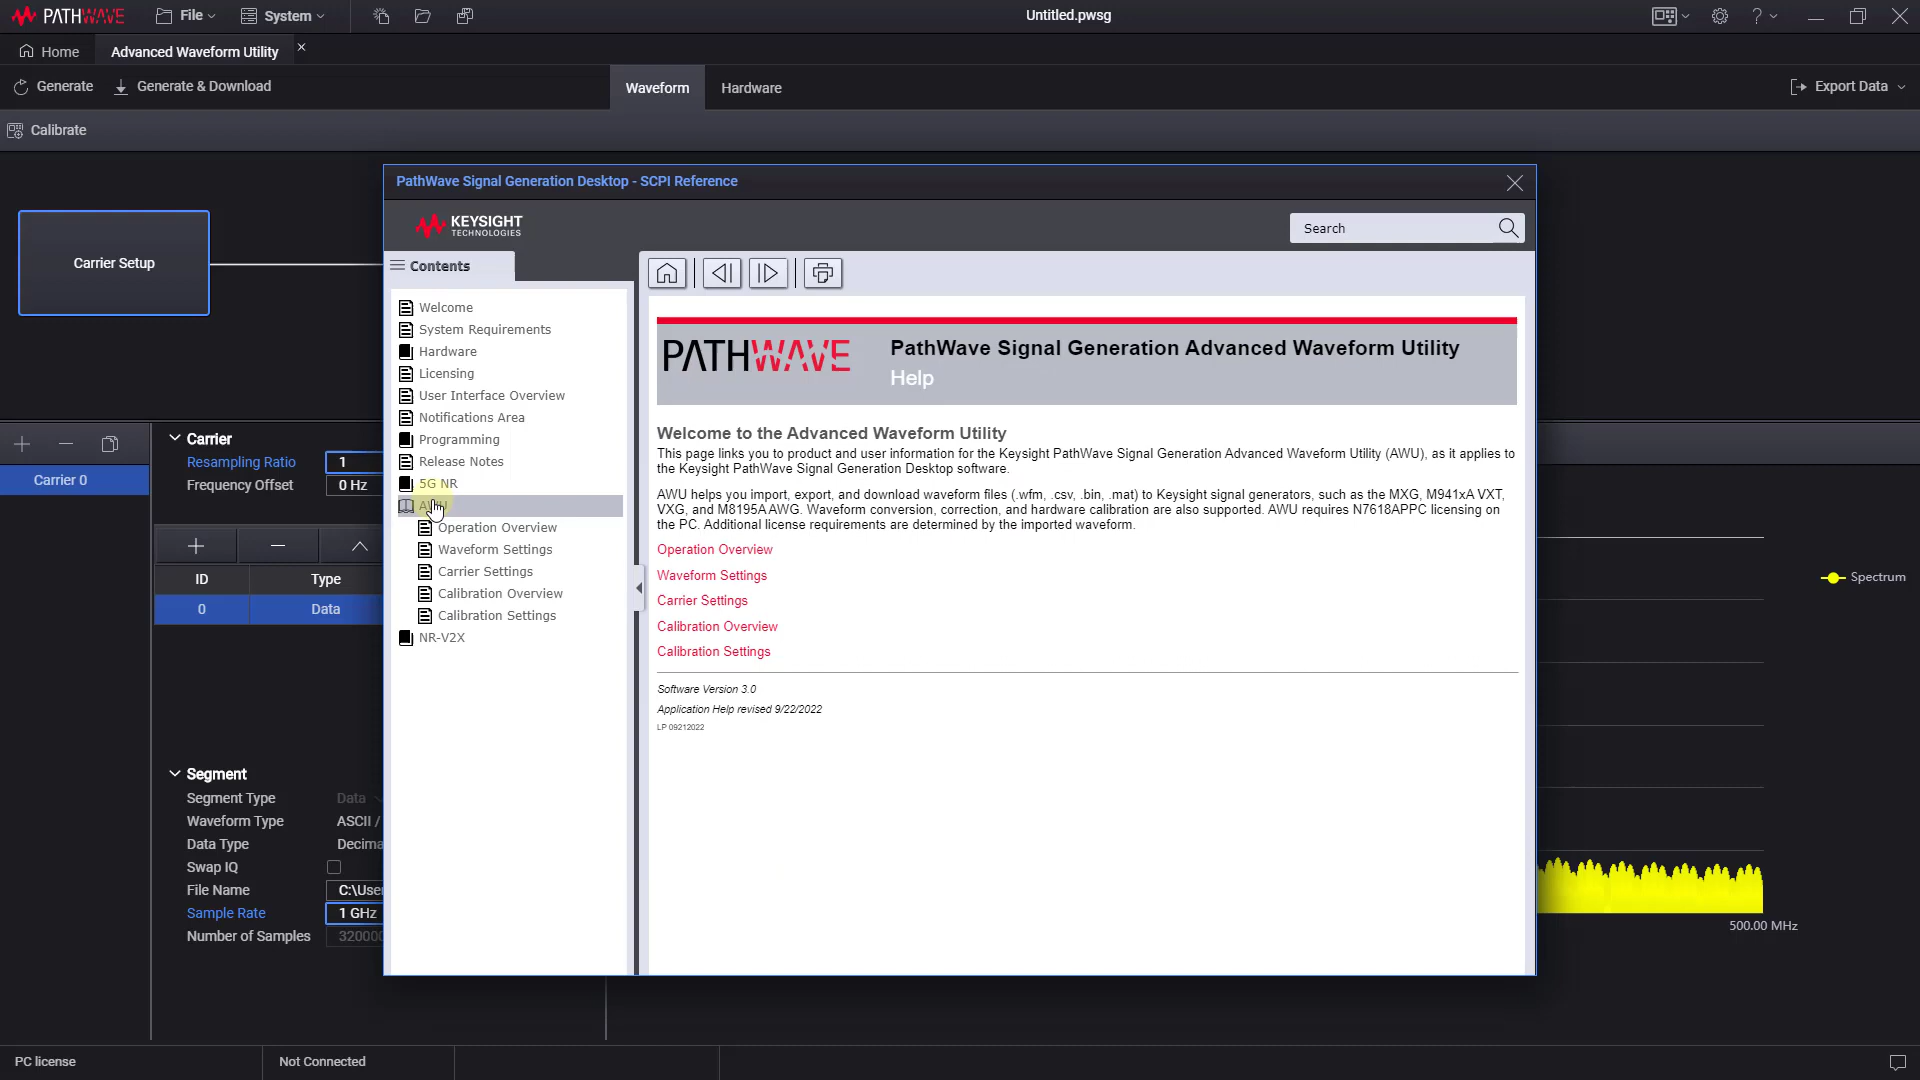 PATHWAVE File System Untitled.pwsg
Home Advanced Waveform Utility
Generate Generate & Download Waveform Hardware Export Data
Calibrate
Carrier Setup
PathWave Signal Generation Desktop - SCPI Reference
KEYSIGHT
TECHNOLOGIES
Search
Contents
Welcome
System Requirements
Hardware
Licensing
User Interface Overview
Notifications Area
Programming
Release Notes
5G NR
Operation Overview
Waveform Settings
Carrier Settings
Calibration Overview
Calibration Settings
NR-V2X
PATHWAVE
PathWave Signal Generation Advanced Waveform Utility
Help
Welcome to the Advanced Waveform Utility
This page links you to product and user information for the Keysight PathWave Signal Generation Advanced Waveform Utility (AWU), as it applies to
the Keysight PathWave Signal Generation Desktop software.
AWU helps you import, export, and download waveform files (.wfm, .csv, .bin, .mat) to Keysight signal generators, such as the MXG, M941xA VXT,
VXG, and M8195A AWG. Waveform conversion, correction, and hardware calibration are also supported. AWU requires N7618APPC licensing on
the PC. Additional license requirements are determined by the imported waveform.
Operation Overview
Waveform Settings
Carrier Settings
Calibration Overview
Calibration Settings
Software Version 3.0
Application Help revised 9/22/2022
LP 09212022
Carrier 0
Carrier
Resampling Ratio 1
Frequency Offset 0 Hz
ID Type
0 Data
Segment
Segment Type Data
Waveform Type ASCII /
Data Type
Swap IQ
File Name
Sample Rate 1 GHz
Number of Samples
Spectrum
500.00 MHz
PC license Not Connected